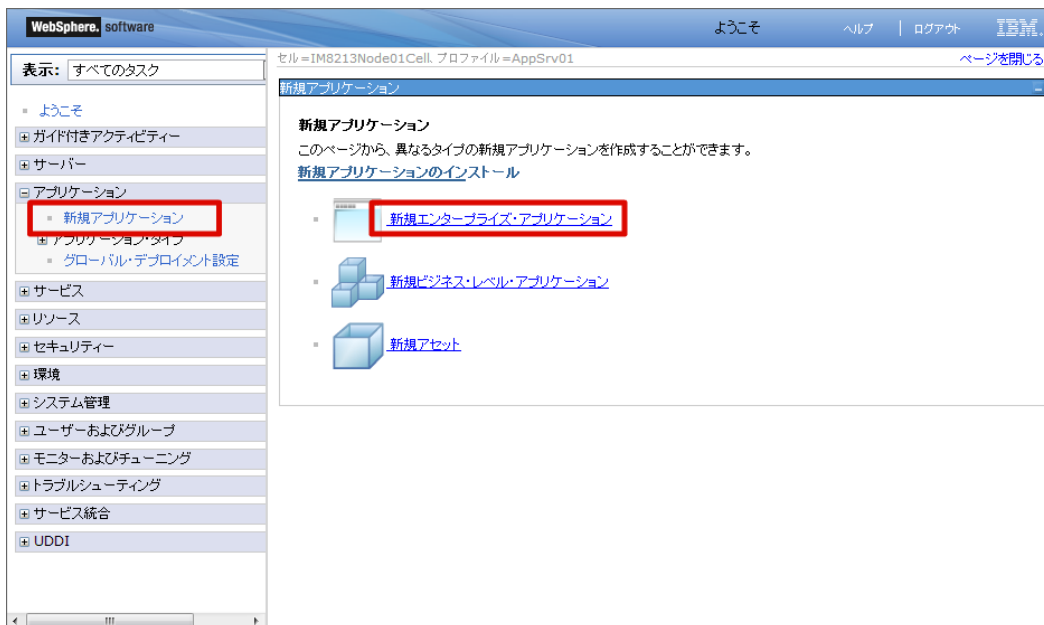 WebSphere. software
ようこそ
ヘルプ | ログアウト
IBM.
表示: すべてのタスク
ようこそ
ガイド付きアクティビティー
サーバー
アプリケーション
新規アプリケーション
アプリケーション・タイプ
グローバル・デプロイメント設定
サービス
リソース
セキュリティー
環境
システム管理
ユーザーおよびグループ
モニターおよびチューニング
トラブルシューティング
サービス統合
UDDI
セル=IM8213Node01Cell, プロファイル=AppSrv01
ページを閉じる
新規アプリケーション
新規アプリケーション
このページから、異なるタイプの新規アプリケーションを作成することができます。
新規アプリケーションのインストール
新規エンタープライズ・アプリケーション
新規ビジネス・レベル・アプリケーション
新規アセット